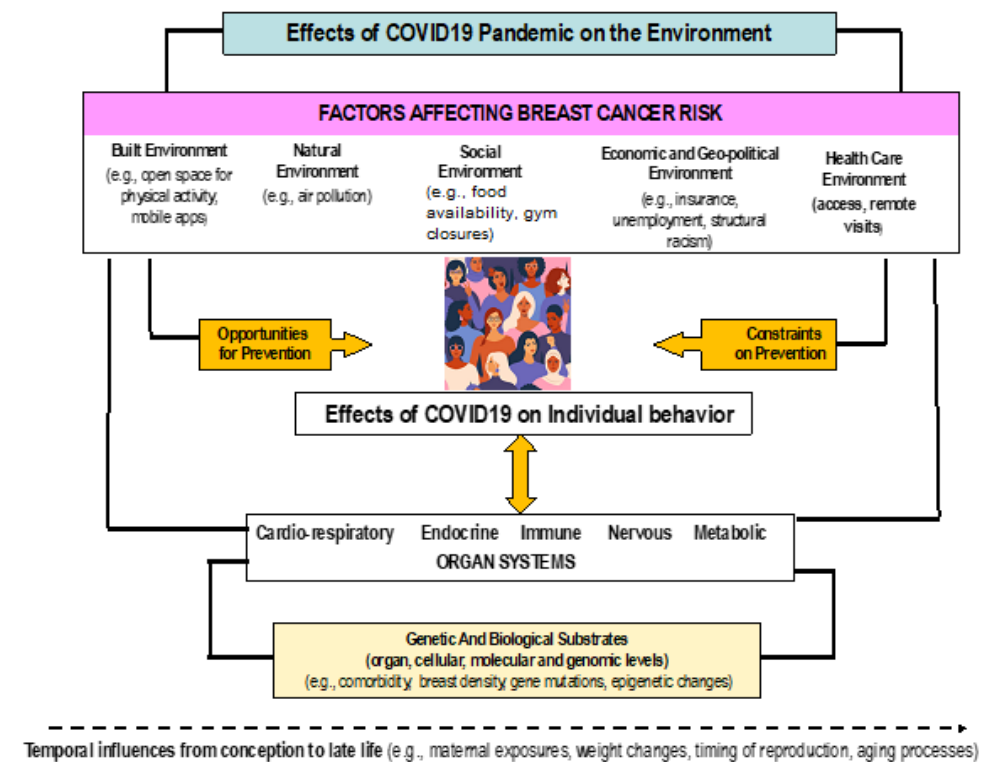 Effects of COVID19 Pandemic on the Environment
FACTORS AFFECTING BREAST CANCER RISK
Built Environment
(e.g., open space for
physical activity,
mobile apps)
Natural
Environment
(e.g., air pollution)
Social
Environment
(e.g., food
availability, gym
closures)
Economic and Geo-political
Environment
(e.g., insurance,
unemployment, structural
racism)
Health Care
Environment
(access, remote
visits)
Opportunities
for Prevention
Constraints
on Prevention
Effects of COVID19 on Individual behavior
Cardio-respiratory Endocrine Immune Nervous Metabolic
ORGAN SYSTEMS
Genetic And Biological Substrates
(organ, cellular, molecular and genomic levels)
(e.g., comorbidity, breast density, gene mutations, epigenetic changes)
Temporal influences from conception to late life (e.g., maternal exposures, weight changes, timing of reproduction, aging processes)